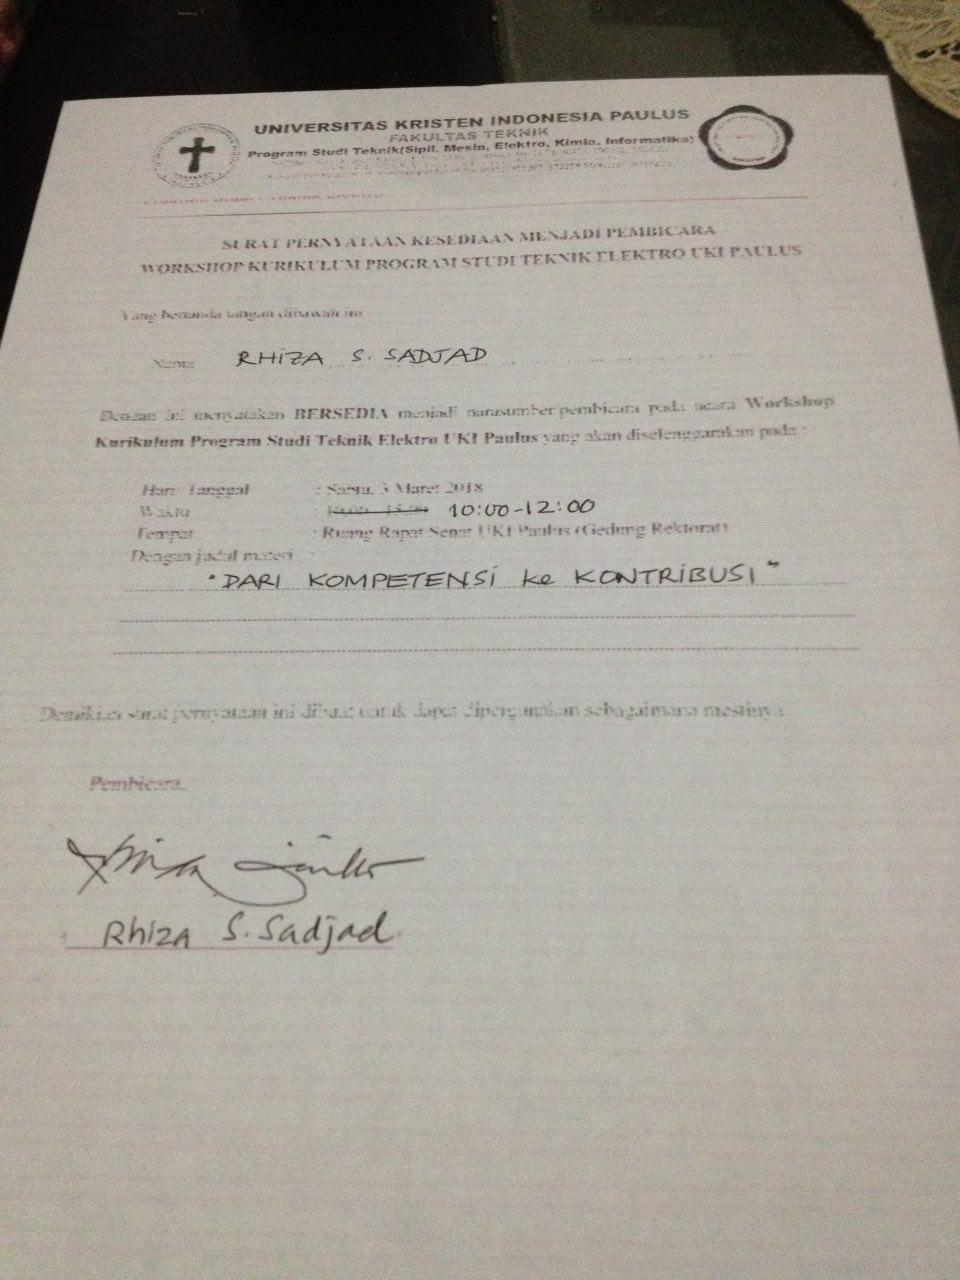 UNIVERSITAS KRISTEN INDONESIA PAULUS
FAKULTAS TEKNIK
Program Studi Teknik(Sipil, Mesin, Elektro, Kimia, Informatika)
SURAT PERNYATAAN KESEDIAAN MENJADI PEMBICARA
WORKSHOP KURIKULUM PROGRAM STUDI TEKNIK ELEKTRO UKI PAULUS
Yang bertanda tangan dibawah ini
Nama RHIZA S. SADJAD
Dengan ini menyatakan BERSEDIA menjadi narasumber pembicara pada acara Workshop
Kurikulum Program Studi Teknik Elektro UKI Paulus yang akan diselenggarakan pada :
Hari/Tanggal : Sabtu, 3 Maret 2018
Waktu : 10:00-12:00
Tempat : Ruang Rapat Senat UKI Paulus (Gedung Rektorat)
Dengan judul materi :
"DARI KOMPETENSI ke KONTRIBUSI"
Demikian surat pernyataan ini dibuat untuk dapat dipergunakan sebagaimana mestinya
Pembicara,
Rhiza S. Sadjad